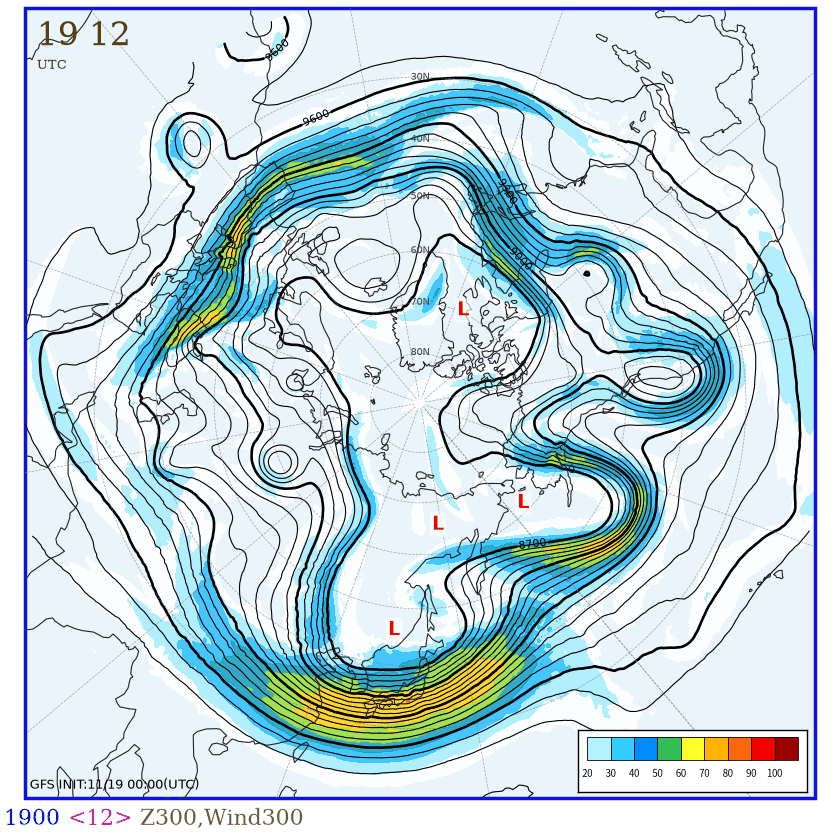 19 12
UTC
9600
30N
9600
40N
50N
9300
60N
9000
L
70N
80N
L
L
8700
L
20 30 40 50 60 70 80 90 100
GFS INIT:11/19 00:00(UTC)
1900 <12> Z300,Wind300